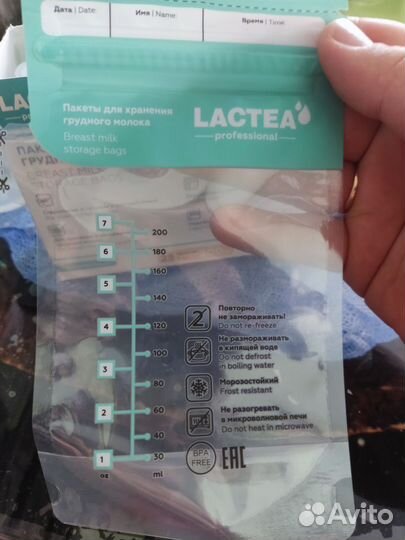 Дата | Date:
Имя | Name:
Время | Time:
Пакеты для хранения
грудного молока
Breast milk
storage bags
LACTEA
professional
LAC
7
200
6
180
160
5
140
4
120
100
3
80
2
60
40
1
30
oz
ml
2
Повторно
не замораживать!
Do not re-freeze
Не размораживать
в кипящей воде
Do not defrost
in boiling water
Морозостойкий
Frost resistant
Не разогревать
в микроволновой печи
Do not heat in microwave
BPA
FREE
EAC
Avito